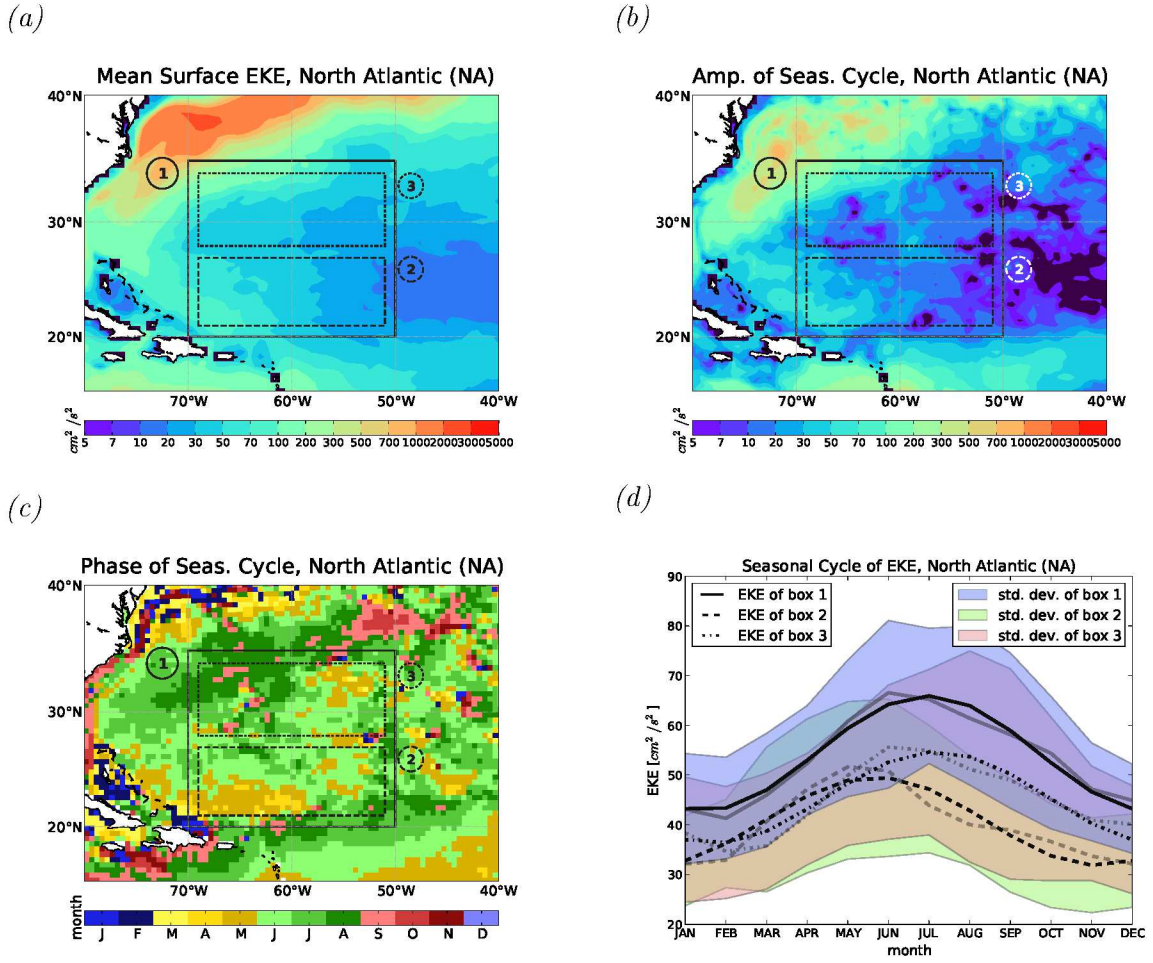 (a)
(b)
Mean Surface EKE, North Atlantic (NA)
40°N
30°N
20°N
1
3
2
70°W 60°W 50°W 40°W
cm²/s²
5 7 10 20 30 50 70 100 200 300 500 700 1000 2000 3000 5000
Amp. of Seas. Cycle, North Atlantic (NA)
40°N
30°N
20°N
1
3
2
70°W 60°W 50°W 40°W
cm²/s²
5 7 10 20 30 50 70 100 200 300 500 700 1000 2000 3000 5000
(c)
(d)
Phase of Seas. Cycle, North Atlantic (NA)
40°N
30°N
20°N
1
3
2
70°W 60°W 50°W 40°W
month
J F M A M J J A S O N D
Seasonal Cycle of EKE, North Atlantic (NA)
EKE of box 1
EKE of box 2
EKE of box 3
std. dev. of box 1
std. dev. of box 2
std. dev. of box 3
EKE [cm²/s²]
90
80
70
60
50
40
30
20
JAN FEB MAR APR MAY JUN JUL AUG SEP OCT NOV DEC
month